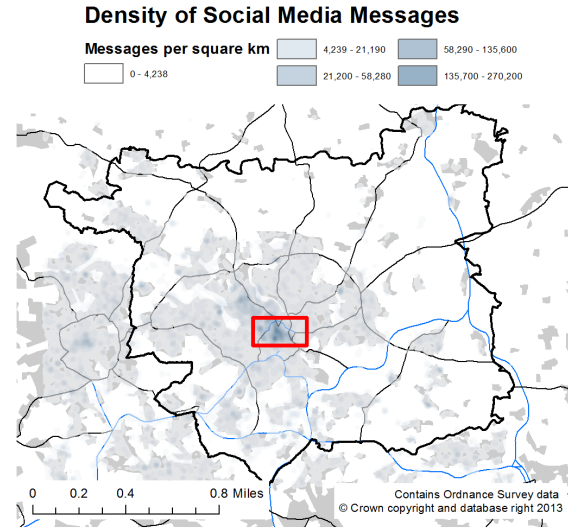 Density of Social Media Messages
Messages per square km
4,239 - 21,190
58,290 - 135,600
0 - 4,238
21,200 - 58,280
135,700 - 270,200
0 0.2 0.4 0.8 Miles
Contains Ordnance Survey data
© Crown copyright and database right 2013